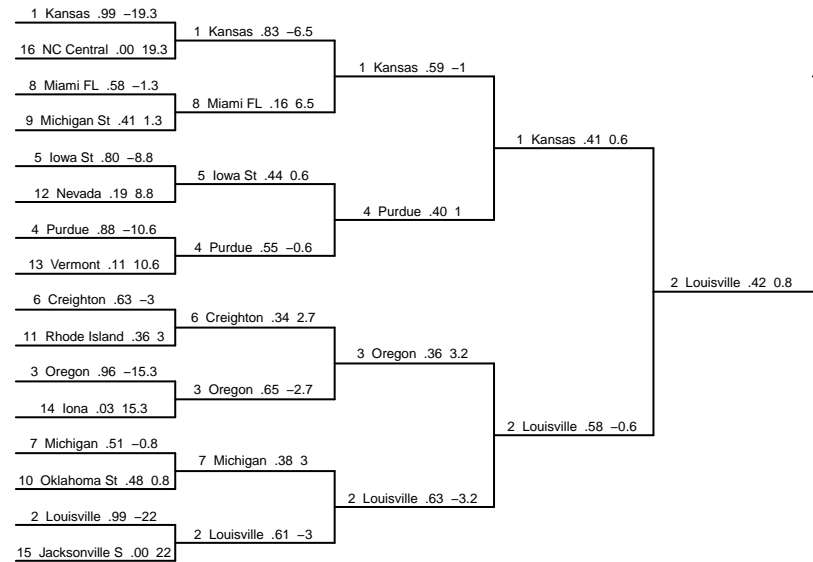 1 Kansas .99 −19.3
16 NC Central .00 19.3
8 Miami FL .58 −1.3
9 Michigan St .41 1.3
5 Iowa St .80 −8.8
12 Nevada .19 8.8
4 Purdue .88 −10.6
13 Vermont .11 10.6
6 Creighton .63 −3
11 Rhode Island .36 3
3 Oregon .96 −15.3
14 Iona .03 15.3
7 Michigan .51 −0.8
10 Oklahoma St .48 0.8
2 Louisville .99 −22
15 Jacksonville S .00 22
1 Kansas .83 −6.5
8 Miami FL .16 6.5
5 Iowa St .44 0.6
4 Purdue .55 −0.6
6 Creighton .34 2.7
3 Oregon .65 −2.7
7 Michigan .38 3
2 Louisville .61 −3
1 Kansas .59 −1
4 Purdue .40 1
3 Oregon .36 3.2
2 Louisville .63 −3.2
1 Kansas .41 0.6
2 Louisville .58 −0.6
2 Louisville .42 0.8